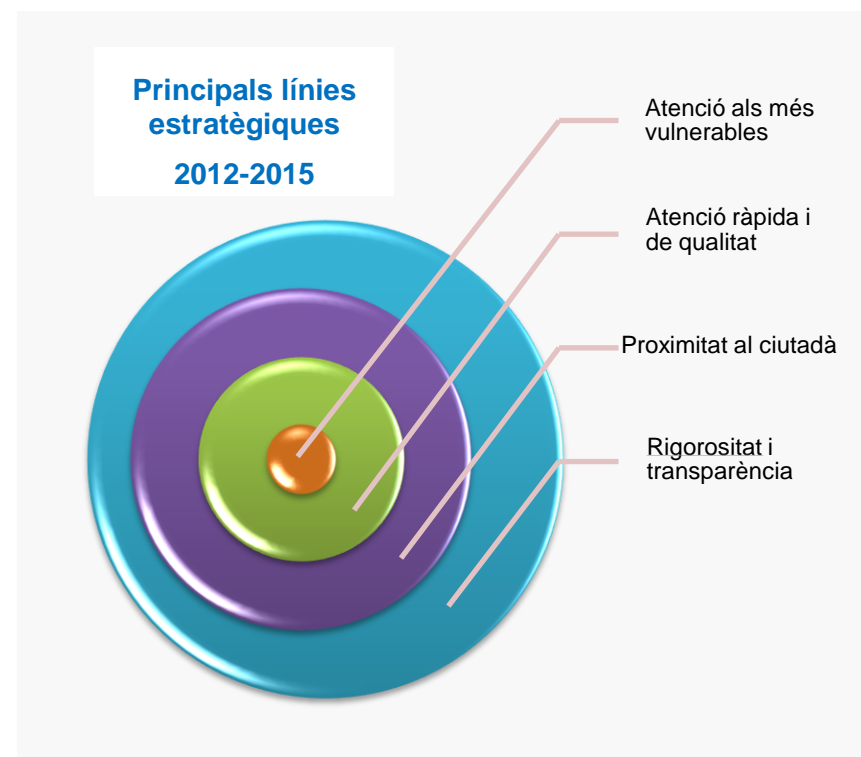 Principals línies
estratègiques
2012-2015
Atenció als més
vulnerables
Atenció ràpida i
de qualitat
Proximitat al ciutadà
Rigorositat i
transparència